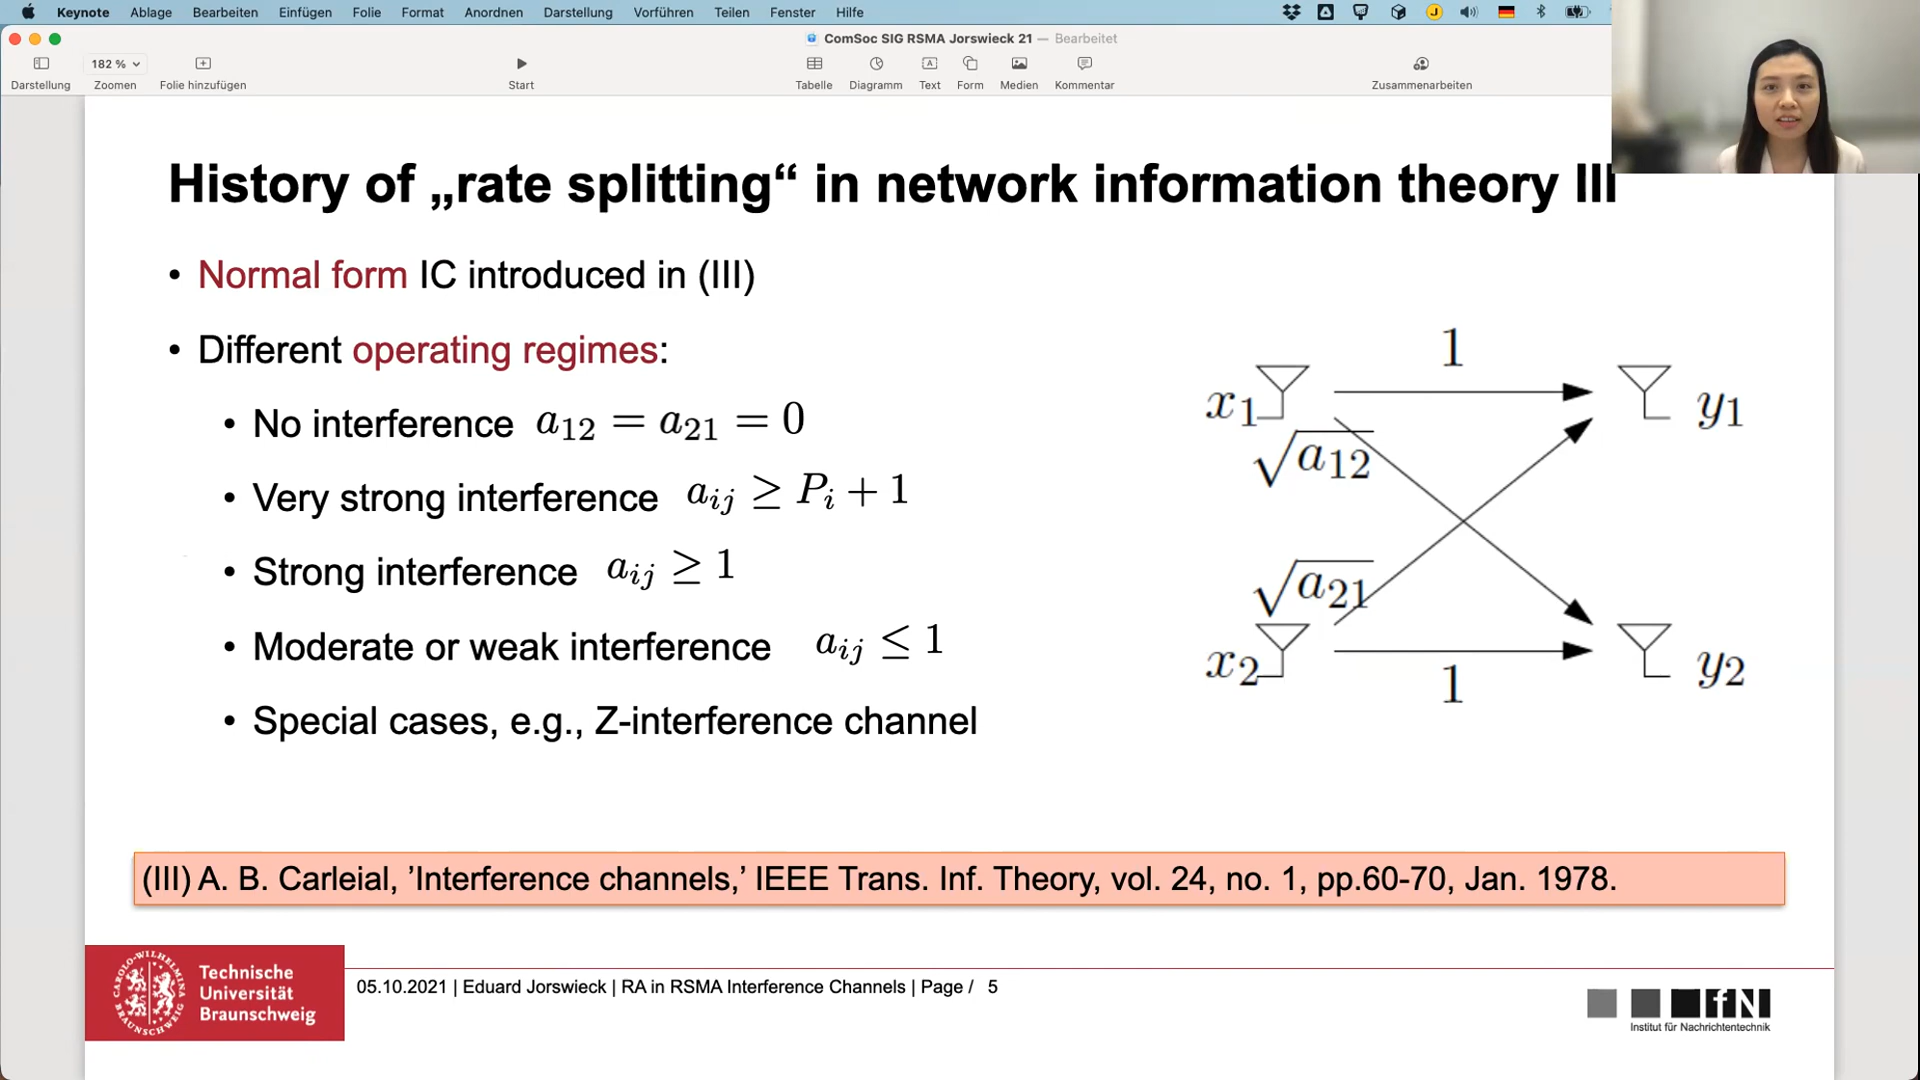 Keynote Ablage Bearbeiten Einfügen Folie Format Anordnen Darstellung Vorführen Teilen Fenster Hilfe
ComSoc SIG RSMA Jorswieck 21 — Bearbeitet
182 %
Darstellung Zoomen Folie hinzufügen Start Tabelle Diagramm Text Form Medien Kommentar Zusammenarbeiten
History of „rate splitting“ in network information theory III
• Normal form IC introduced in (III)
• Different operating regimes:
• No interference a₁₂ = a₂₁ = 0
• Very strong interference aᵢⱼ ≥ Pᵢ + 1
• Strong interference aᵢⱼ ≥ 1
• Moderate or weak interference aᵢⱼ ≤ 1
• Special cases, e.g., Z-interference channel
1
x₁ y₁
√a₁₂
√a₂₁
x₂ y₂
1
(III) A. B. Carleial, ’Interference channels,’ IEEE Trans. Inf. Theory, vol. 24, no. 1, pp.60-70, Jan. 1978.
CAROLO-WILHELMINA
BRAUNSCHWEIG
Technische
Universität
Braunschweig
05.10.2021 | Eduard Jorswieck | RA in RSMA Interference Channels | Page / 5
IfN
Institut für Nachrichtentechnik